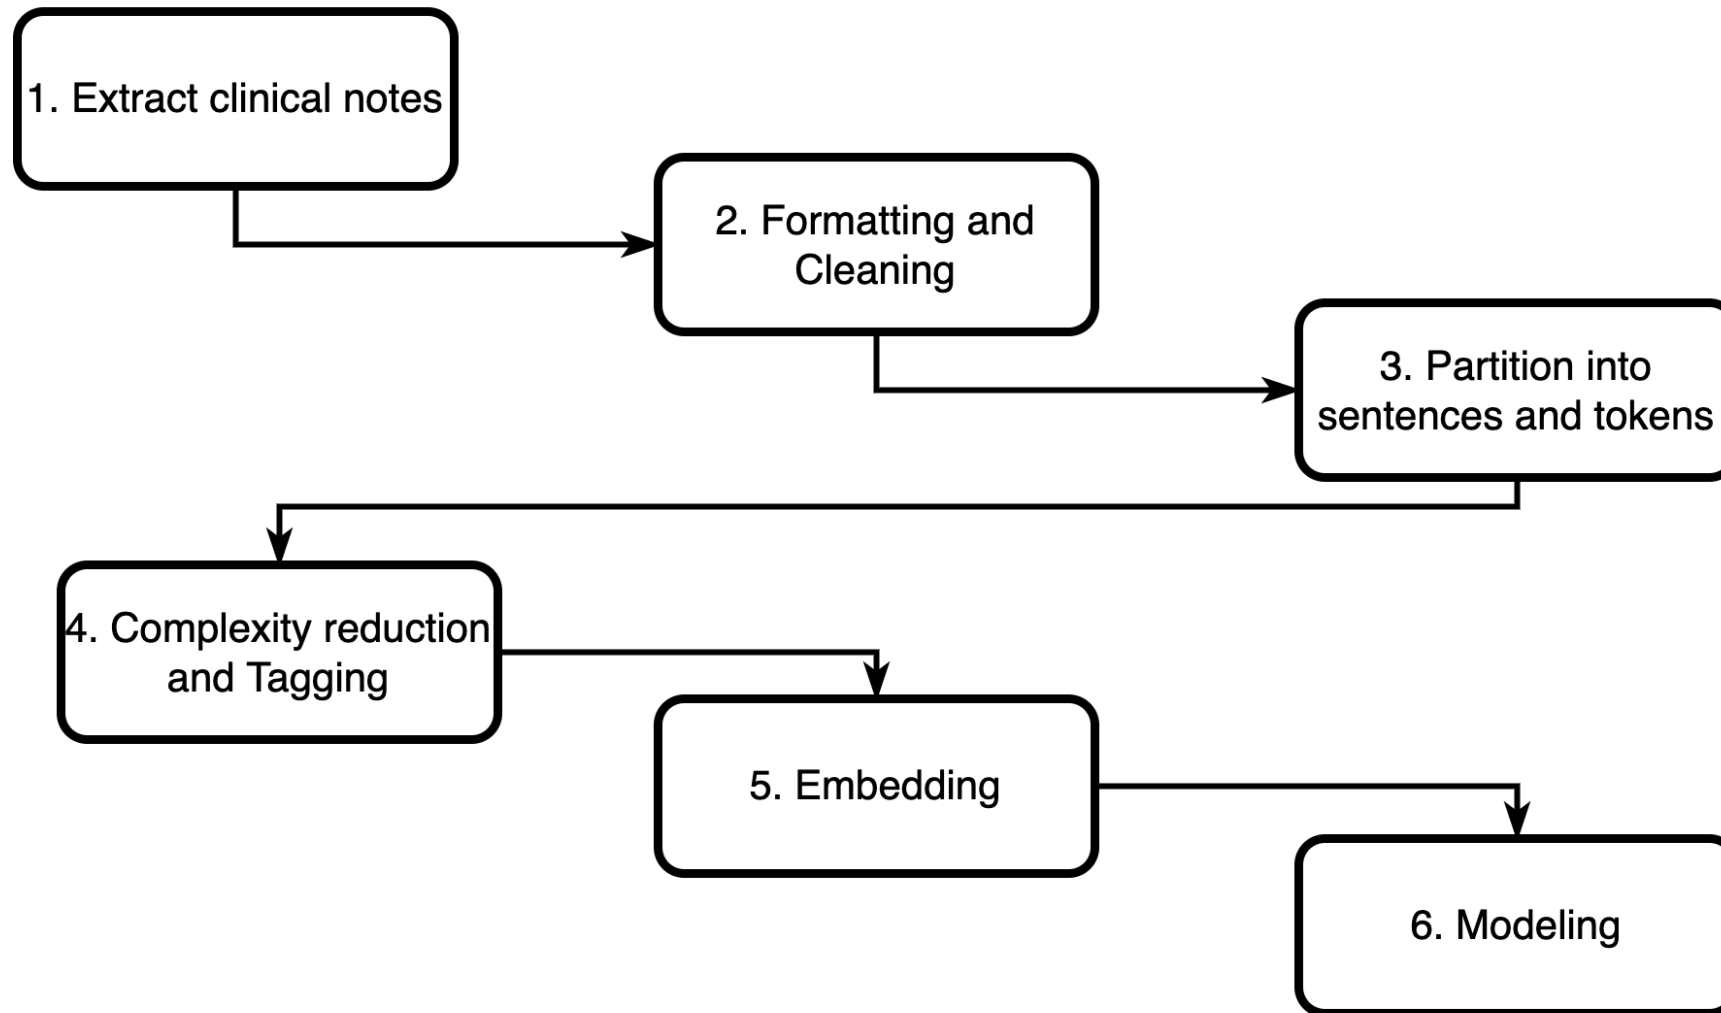 1. Extract clinical notes
2. Formatting and
Cleaning
3. Partition into
sentences and tokens
4. Complexity reduction
and Tagging
5. Embedding
6. Modeling